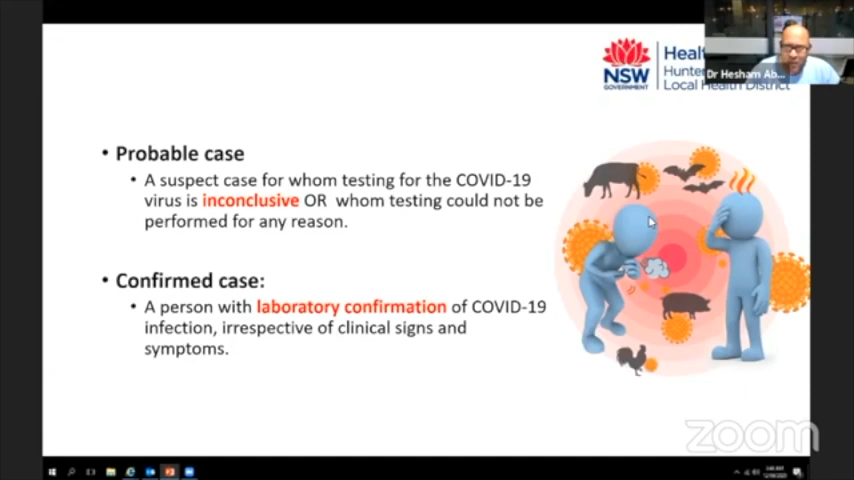 NSW
GOVERNMENT
Healt
Hunter
Local Health District
Dr Hesham Ab...
• Probable case
• A suspect case for whom testing for the COVID-19
virus is inconclusive OR whom testing could not be
performed for any reason.
• Confirmed case:
• A person with laboratory confirmation of COVID-19
infection, irrespective of clinical signs and
symptoms.
zoom